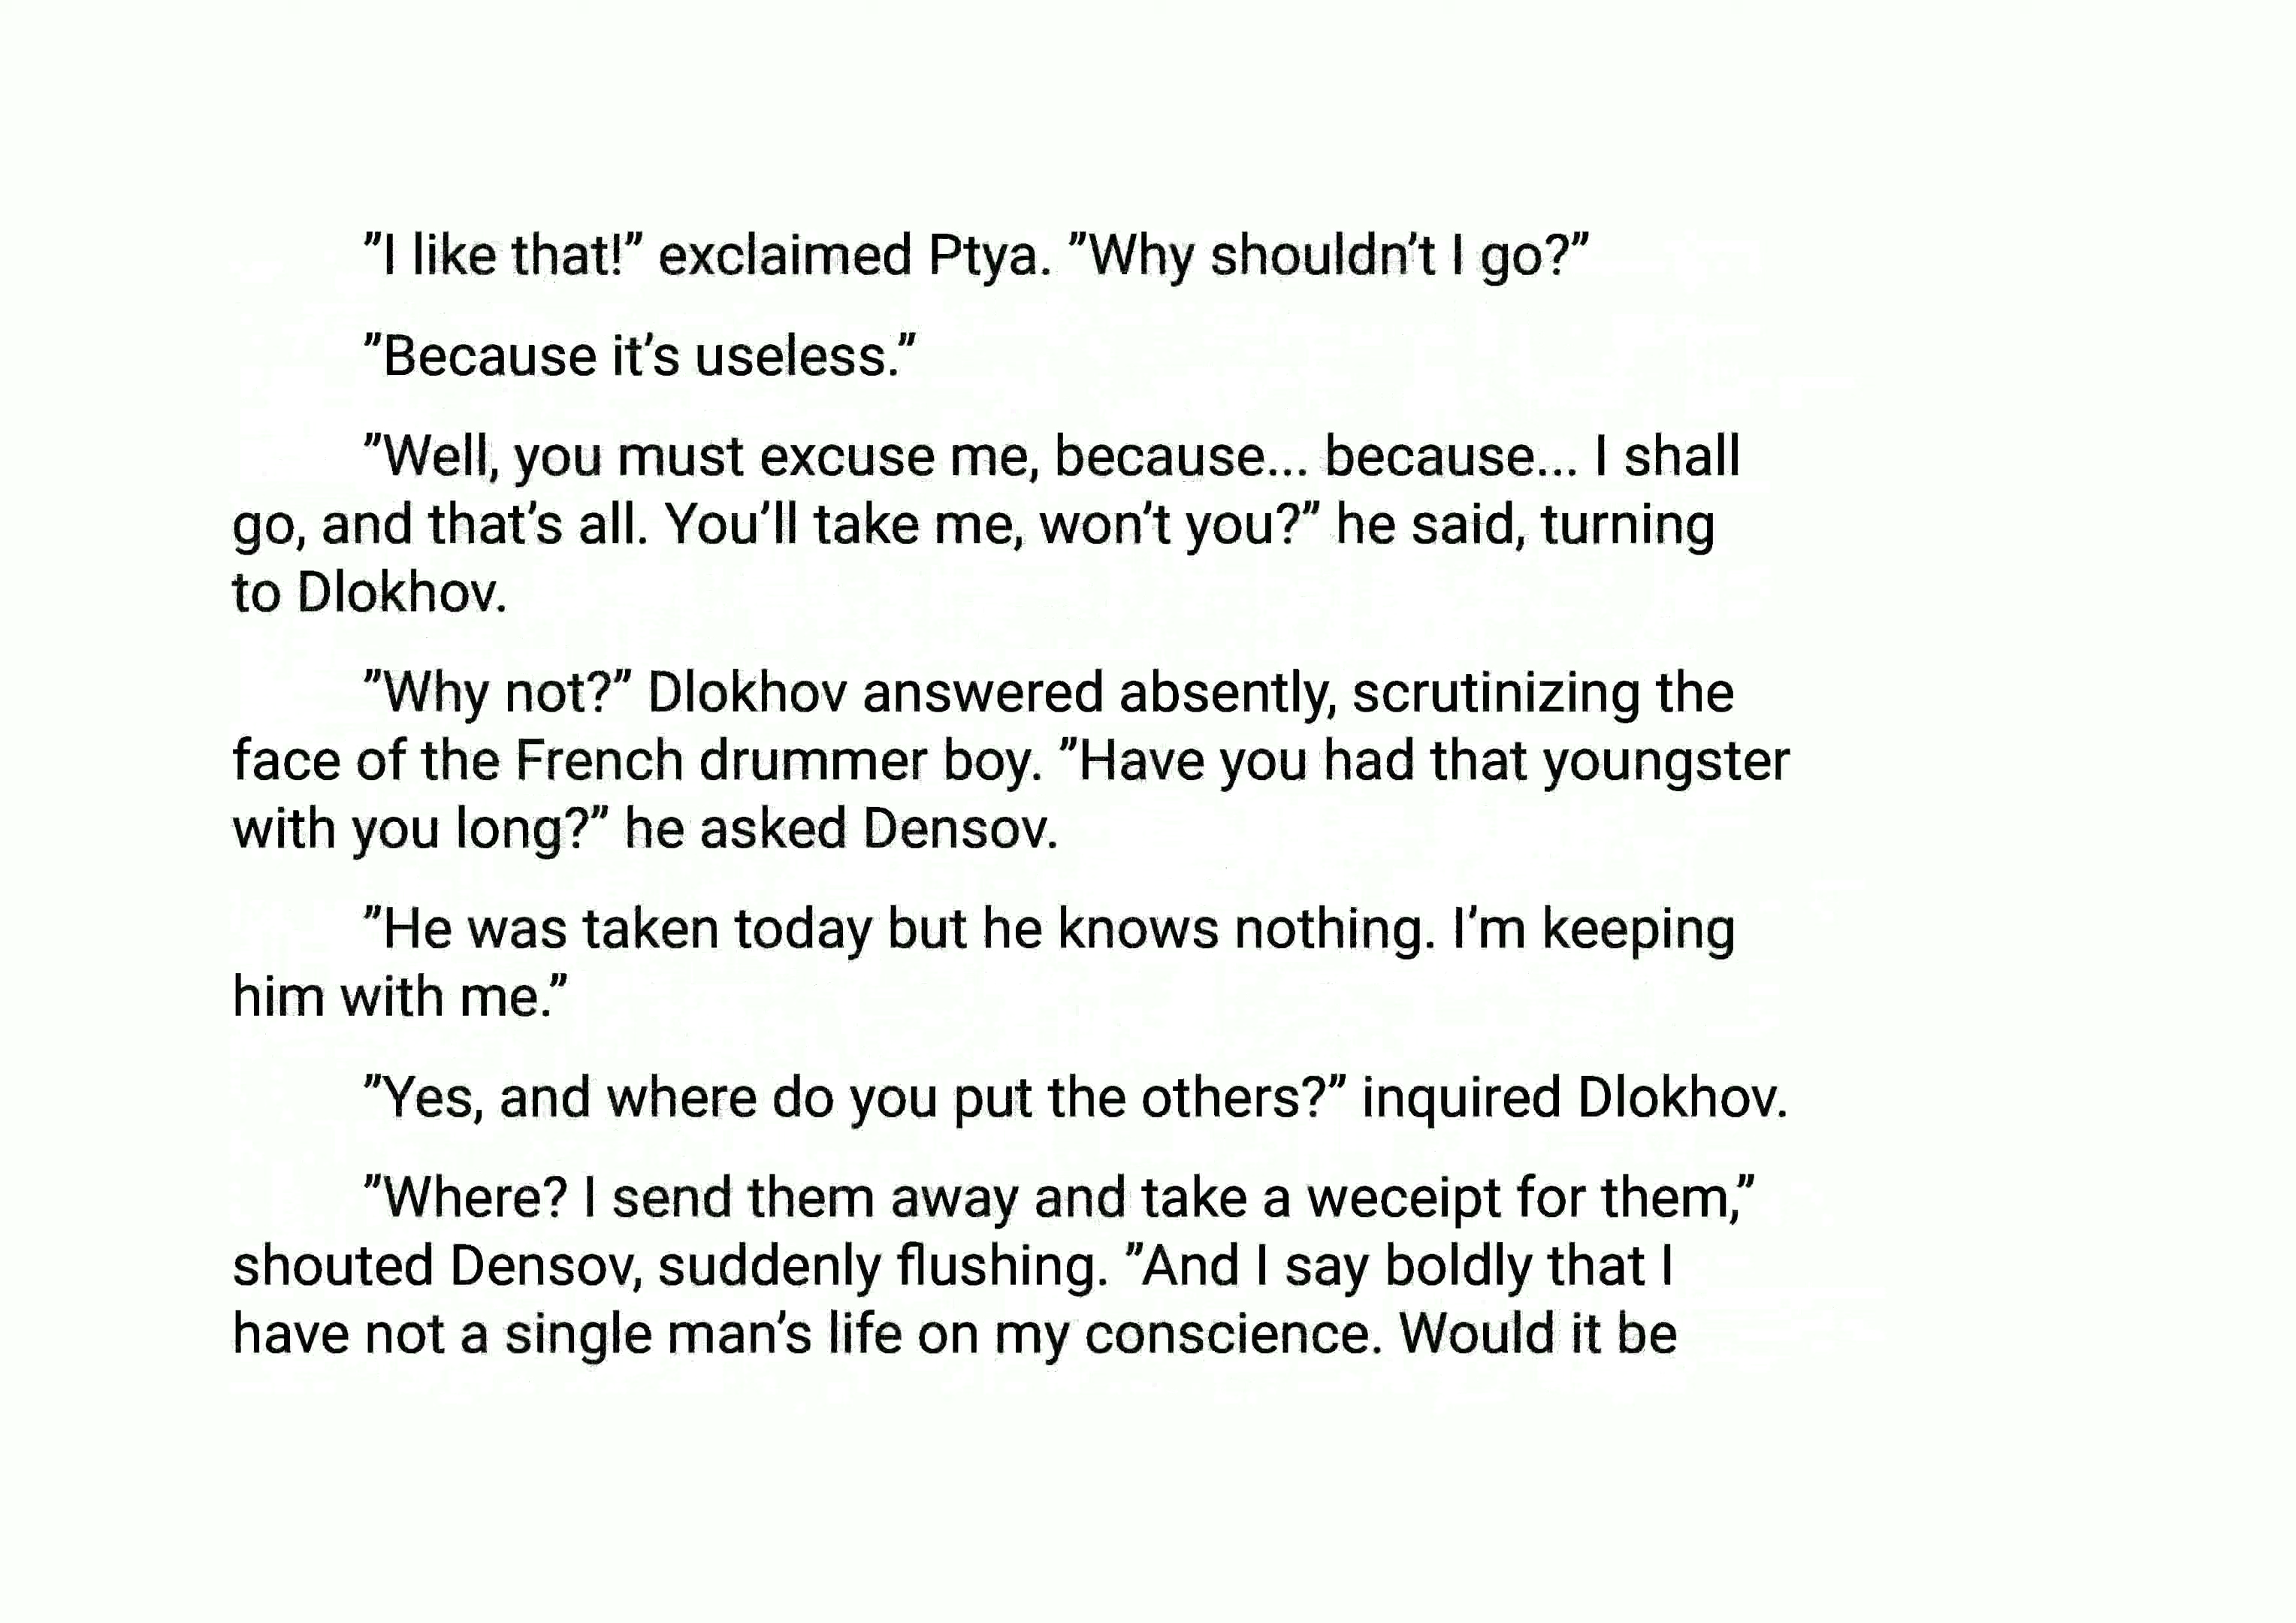 ”I like that!” exclaimed Ptya. ”Why shouldn’t I go?”
”Because it’s useless.”
”Well, you must excuse me, because... because... I shall
go, and that’s all. You’ll take me, won’t you?” he said, turning
to Dlokhov.
”Why not?” Dlokhov answered absently, scrutinizing the
face of the French drummer boy. ”Have you had that youngster
with you long?” he asked Densov.
”He was taken today but he knows nothing. I’m keeping
him with me.”
”Yes, and where do you put the others?” inquired Dlokhov.
”Where? I send them away and take a weceipt for them,”
shouted Densov, suddenly flushing. ”And I say boldly that I
have not a single man’s life on my conscience. Would it be